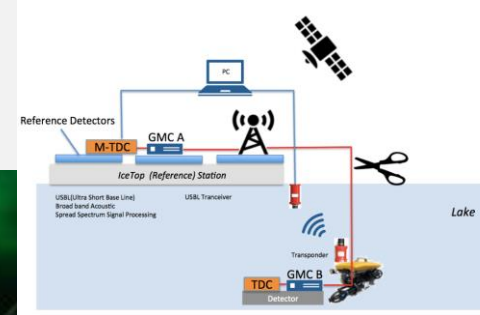 PC
Reference Detectors
M-TDC
GMC A
IceTop (Reference) Station
USBL(Ultra Short Base Line)
Broad band Acoustic
Spread Spectrum Signal Processing
USBL Tranceiver
Lake
Transponder
TDC
GMC B
Detector